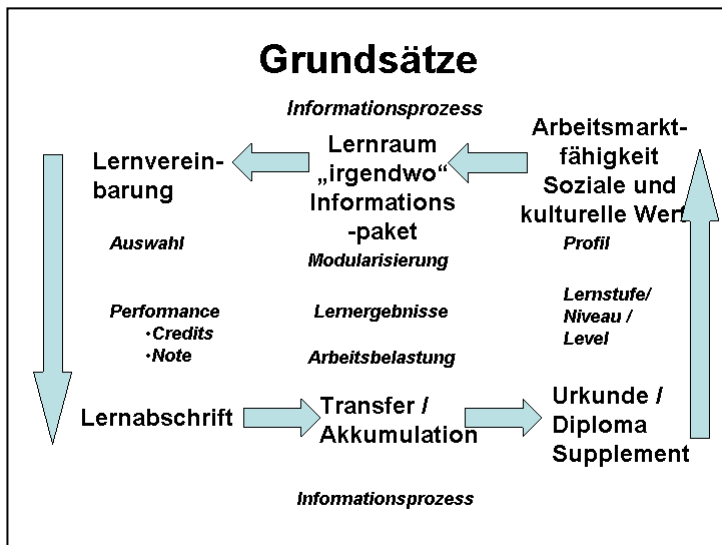 Grundsätze
Informationsprozess
Lernverein-
barung
Lernraum
„irgendwo“
Informations
-paket
Arbeitsmarkt-
fähigkeit
Soziale und
kulturelle Wert
Auswahl
Modularisierung
Profil
Performance
•Credits
•Note
Lernergebnisse
Arbeitsbelastung
Lernstufe/
Niveau /
Level
Lernabschrift
Transfer /
Akkumulation
Urkunde /
Diploma
Supplement
Informationsprozess